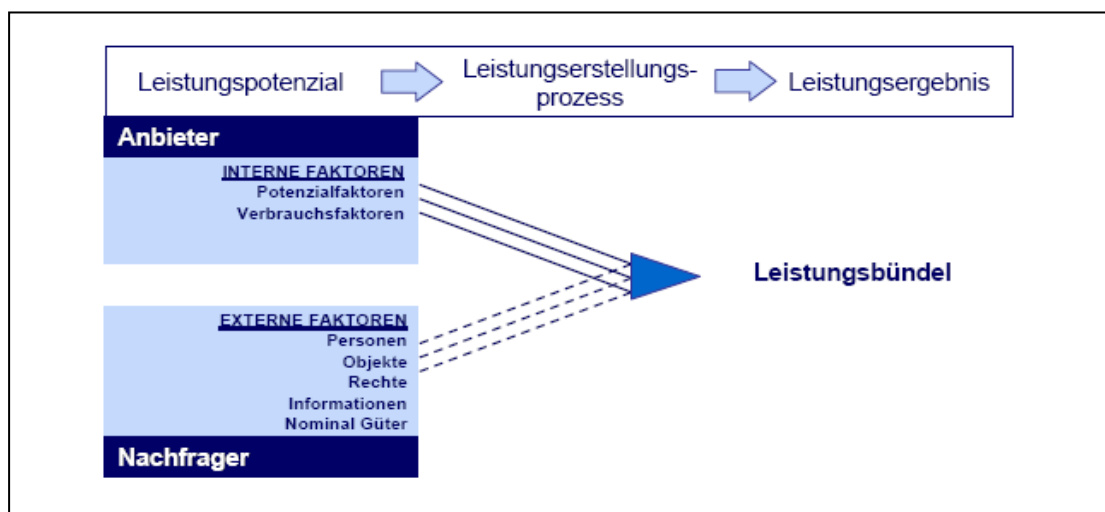 Leistungspotenzial
Leistungserstellungs-
prozess
Leistungsergebnis
Anbieter
INTERNE FAKTOREN
Potenzialfaktoren
Verbrauchsfaktoren
Leistungsbündel
EXTERNE FAKTOREN
Personen
Objekte
Rechte
Informationen
Nominal Güter
Nachfrager